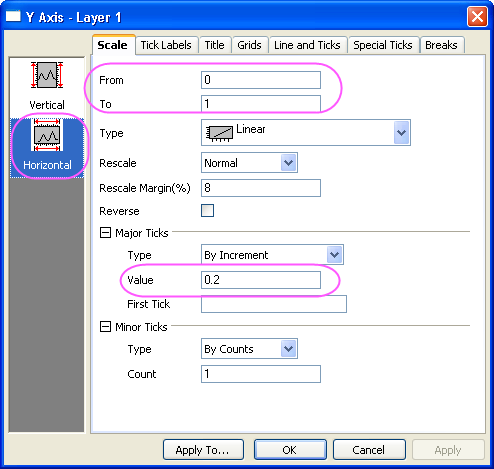 Y Axis - Layer 1
Scale Tick Labels Title Grids Line and Ticks Special Ticks Breaks
Vertical
Horizontal
From 0
To 1
Type Linear
Rescale Normal
Rescale Margin(%) 8
Reverse
Major Ticks
Type By Increment
Value 0.2
First Tick
Minor Ticks
Type By Counts
Count 1
Apply To... OK Cancel Apply